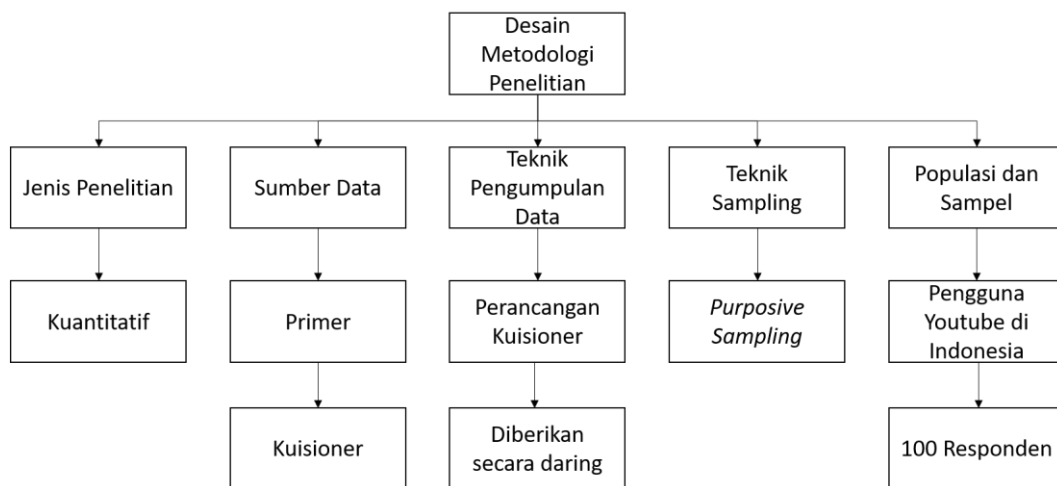 Desain
Metodologi
Penelitian
Jenis Penelitian
Sumber Data
Teknik
Pengumpulan
Data
Teknik
Sampling
Populasi dan
Sampel
Kuantitatif
Primer
Perancangan
Kuisioner
Purposive
Sampling
Pengguna
Youtube di
Indonesia
Kuisioner
Diberikan
secara daring
100 Responden